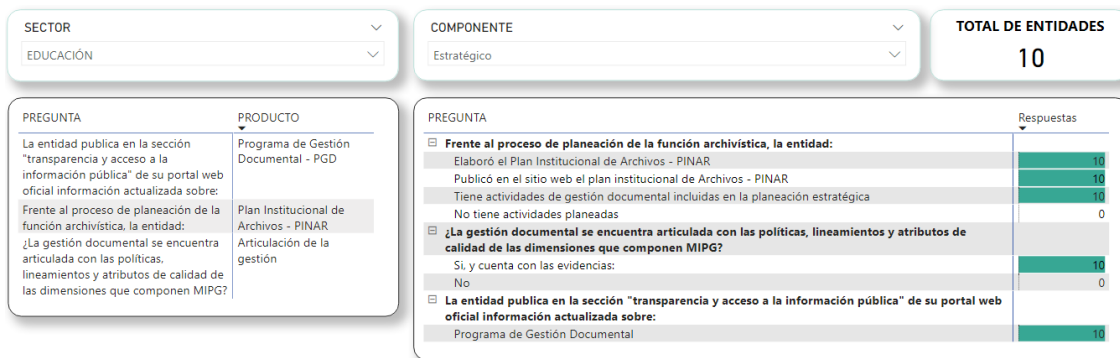 SECTOR
EDUCACIÓN
COMPONENTE
Estratégico
TOTAL DE ENTIDADES
10
PREGUNTA PRODUCTO
La entidad publica en la sección
"transparencia y acceso a la
información pública" de su portal web
oficial información actualizada sobre:
Programa de Gestión
Documental - PGD
Frente al proceso de planeación de la
función archivística, la entidad:
Plan Institucional de
Archivos - PINAR
¿La gestión documental se encuentra
articulada con las políticas,
lineamientos y atributos de calidad de
las dimensiones que componen MIPG?
Articulación de la
gestión
PREGUNTA Respuestas
Frente al proceso de planeación de la función archivística, la entidad:
Elaboró el Plan Institucional de Archivos - PINAR 10
Publicó en el sitio web el plan institucional de Archivos - PINAR 10
Tiene actividades de gestión documental incluidas en la planeación estratégica 10
No tiene actividades planeadas 0
¿La gestión documental se encuentra articulada con las políticas, lineamientos y atributos de
calidad de las dimensiones que componen MIPG?
Si, y cuenta con las evidencias: 10
No 0
La entidad publica en la sección "transparencia y acceso a la información pública" de su portal web
oficial información actualizada sobre:
Programa de Gestión Documental 10